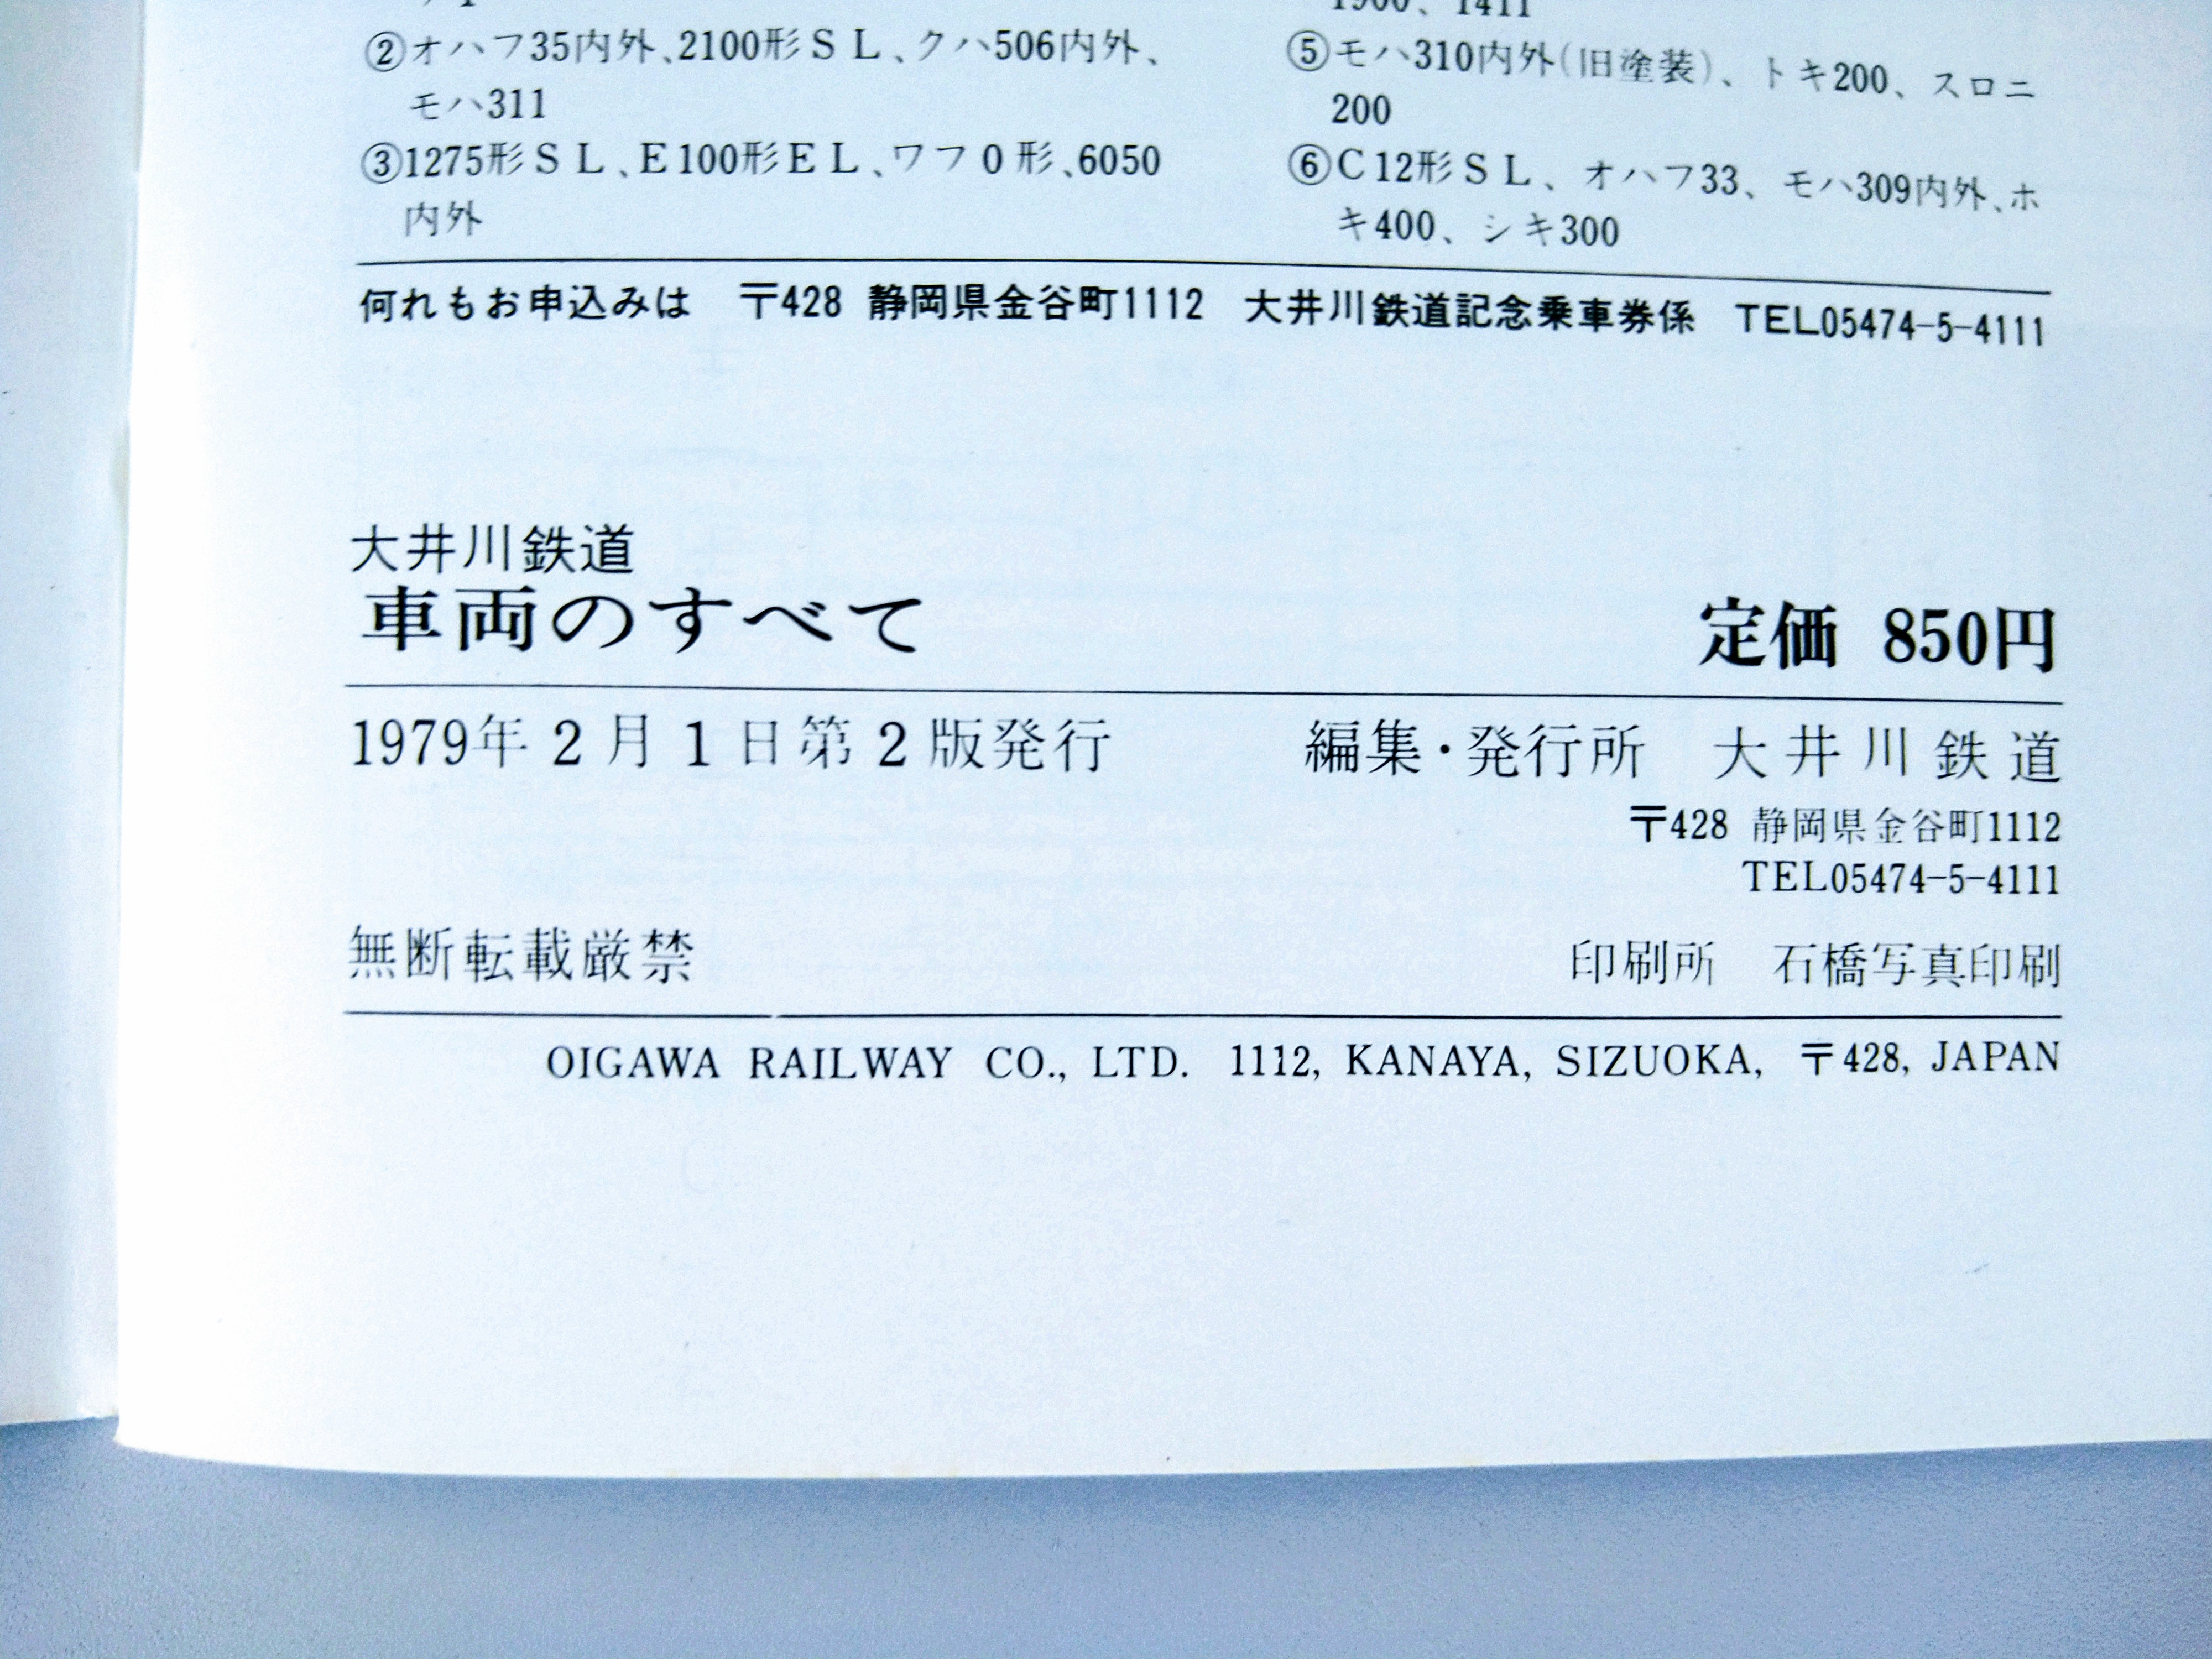 ②オハフ35内外、2100形ＳＬ、クハ506内外、
モハ311
③1275形ＳＬ、Ｅ100形ＥＬ、ワフ０形、6050
内外
1900、1411
⑤モハ310内外(旧塗装)、トキ200、スロニ
200
⑥Ｃ12形ＳＬ、オハフ33、モハ309内外、ホ
キ400、シキ300
何れもお申込みは　〒428 静岡県金谷町1112　大井川鉄道記念乗車券係　TEL05474-5-4111
大井川鉄道
車両のすべて
定価 850円
1979年２月１日第２版発行
編集・発行所　大井川鉄道
〒428 静岡県金谷町1112
TEL05474-5-4111
無断転載厳禁
印刷所　石橋写真印刷
OIGAWA RAILWAY CO., LTD. 1112, KANAYA, SIZUOKA, 〒428, JAPAN